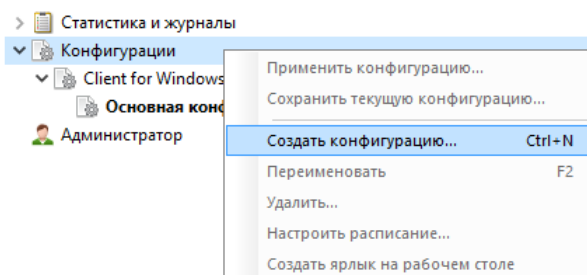 Статистика и журналы
Конфигурации
Client for Windows
Основная кон
Администратор
Применить конфигурацию...
Сохранить текущую конфигурацию...
Создать конфигурацию... Ctrl+N
Переименовать F2
Удалить...
Настроить расписание...
Создать ярлык на рабочем столе